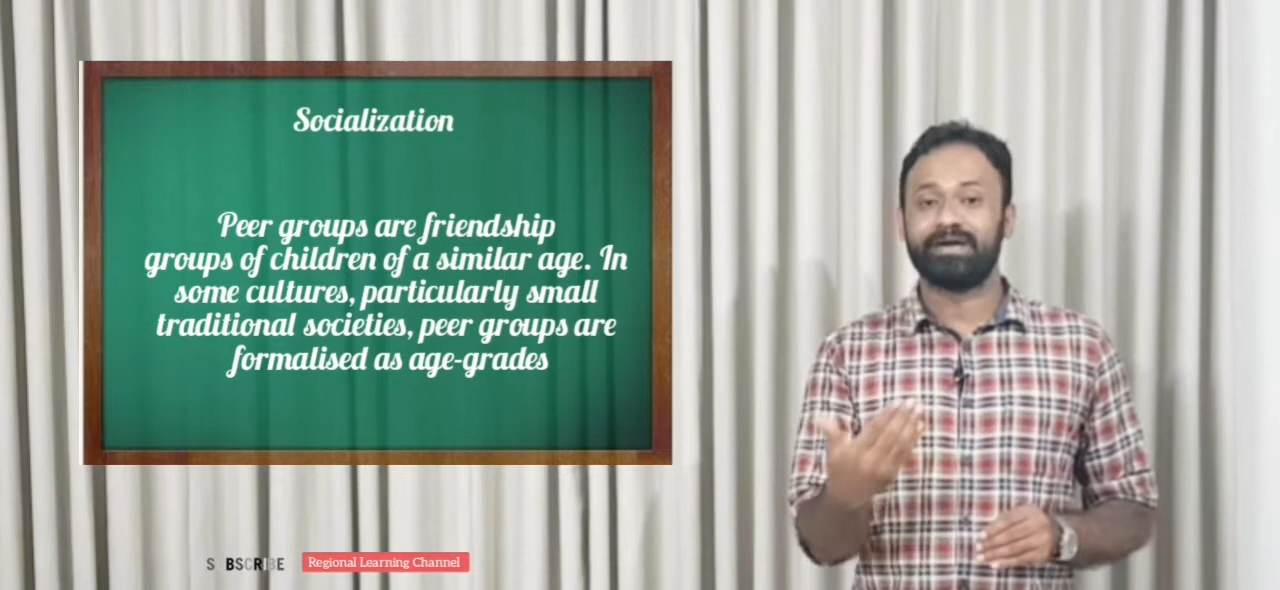 Socialization
Peer groups are friendship
groups of children of a similar age. In
some cultures, particularly small
traditional societies, peer groups are
formalised as age-grades
S BSCRIBE
Regional Learning Channel